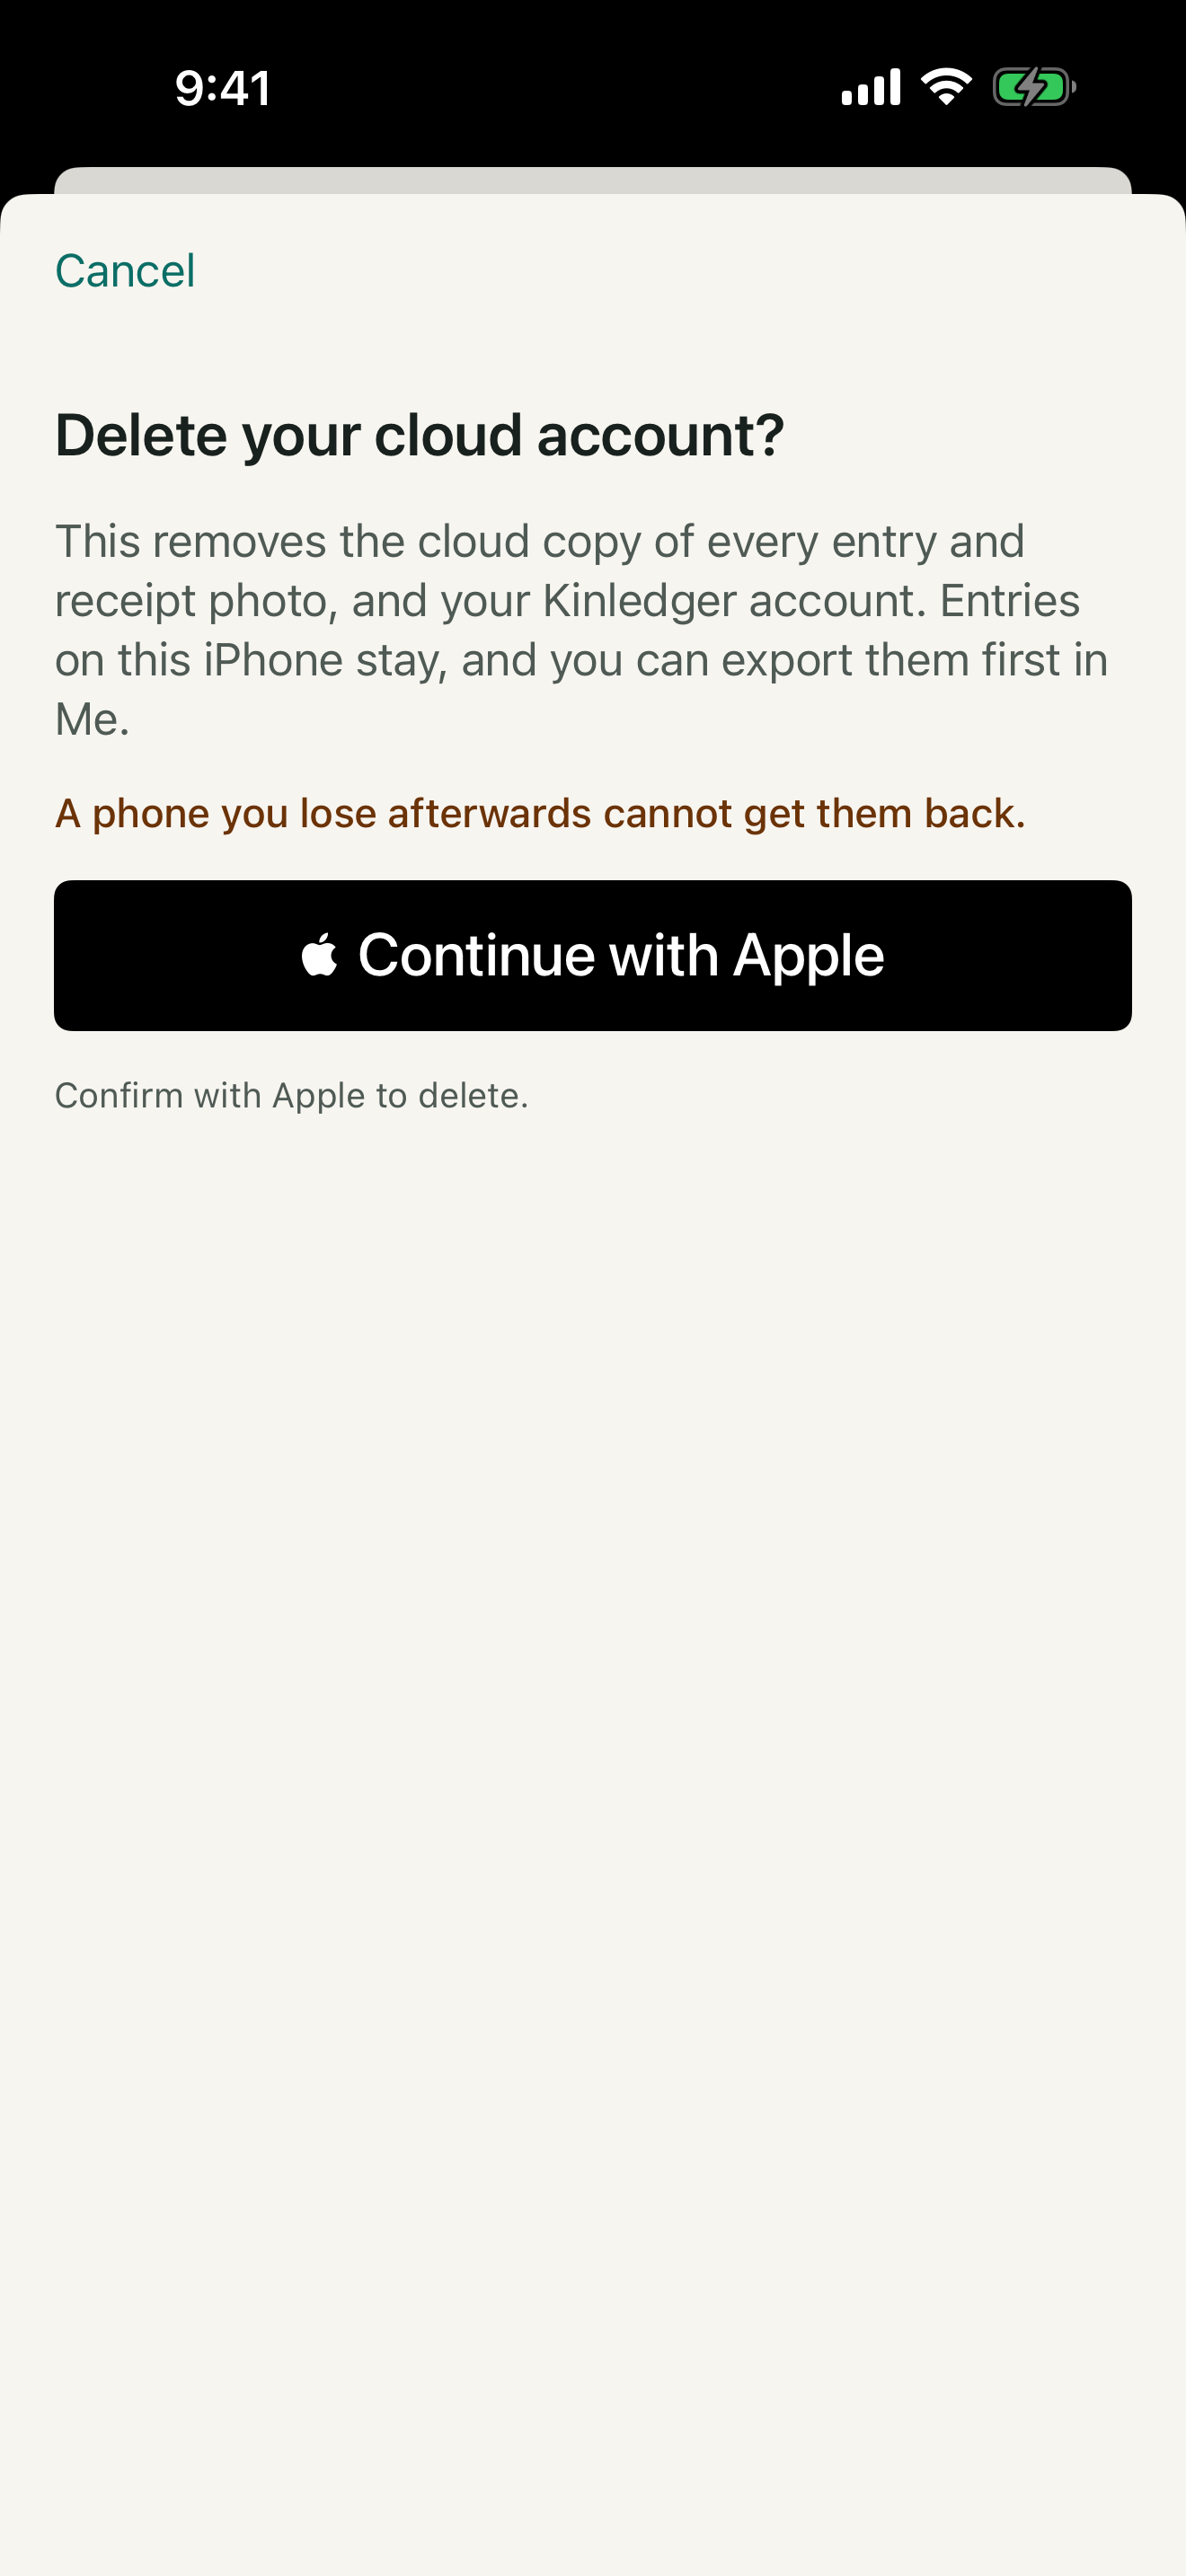 9:41
Cancel
Delete your cloud account?
This removes the cloud copy of every entry and
receipt photo, and your Kinledger account. Entries
on this iPhone stay, and you can export them first in
Me.
A phone you lose afterwards cannot get them back.
Continue with Apple
Confirm with Apple to delete.